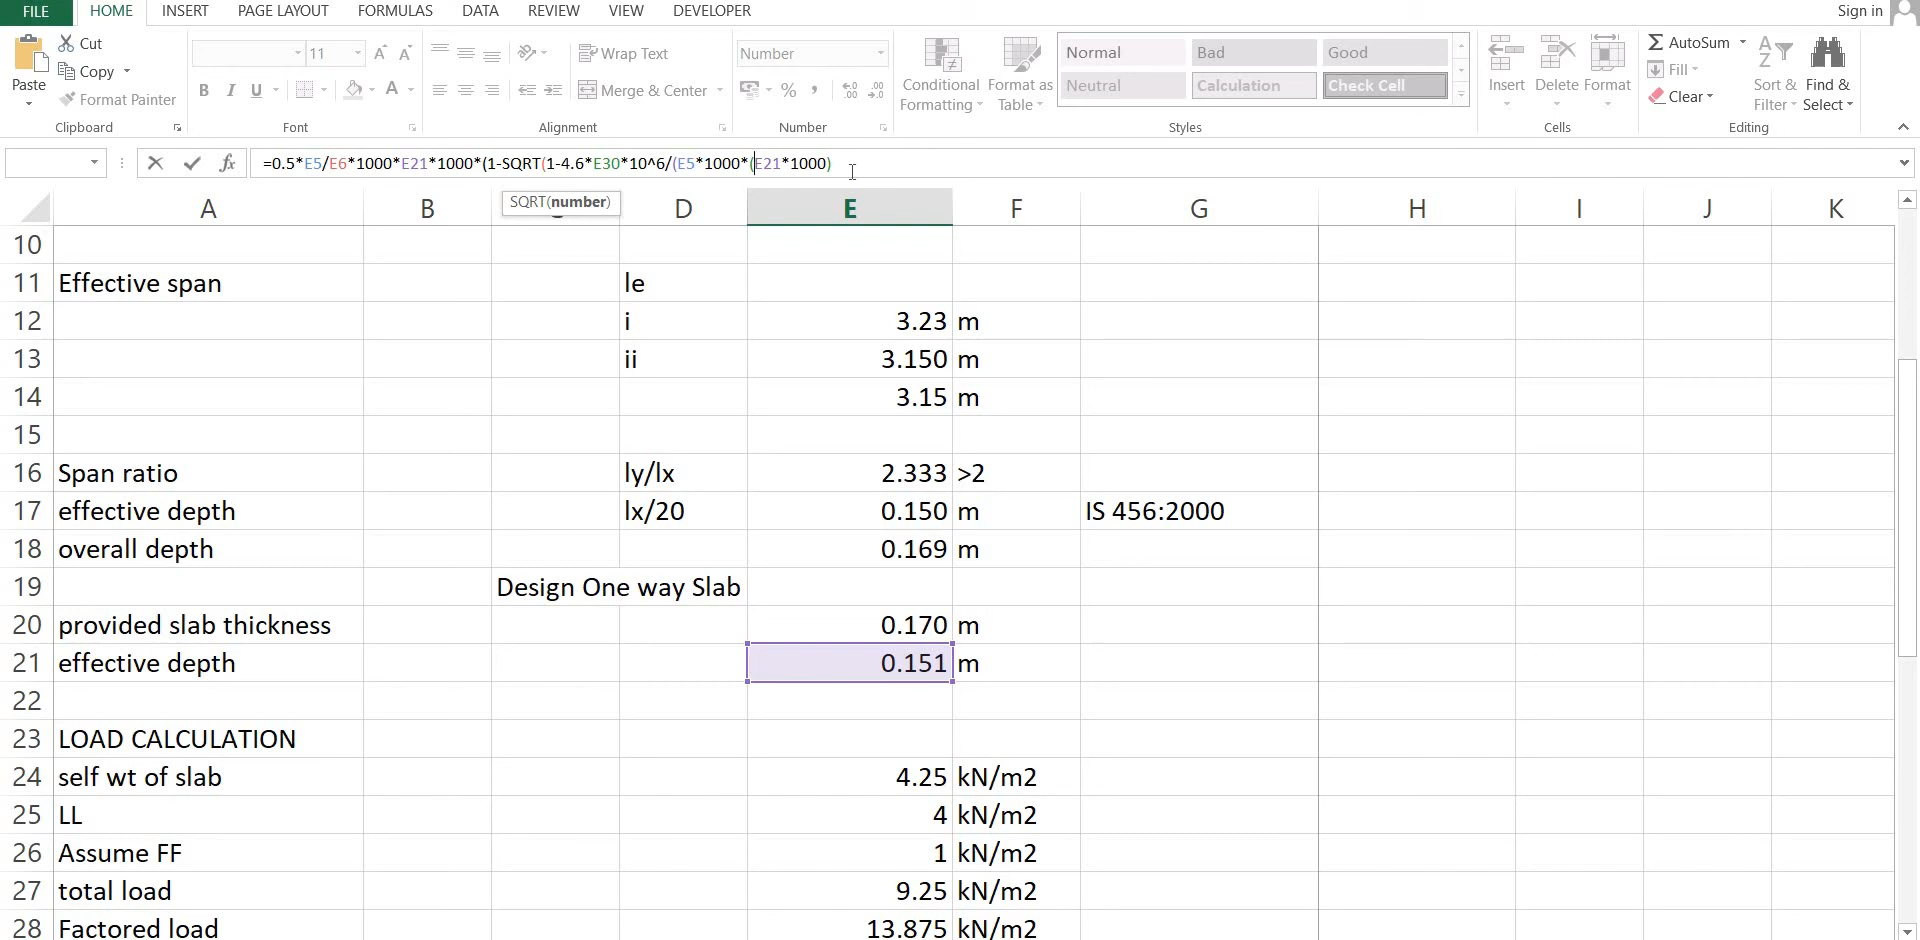 FILE HOME INSERT PAGE LAYOUT FORMULAS DATA REVIEW VIEW DEVELOPER Sign in
Paste Cut Copy Format Painter Clipboard
11 A A B I U A Font
Wrap Text Merge & Center Alignment
Number % , .0 .00 .00 .0 Number
Conditional Formatting Format as Table Normal Bad Good Neutral Calculation Check Cell Styles
Insert Delete Format Cells
AutoSum Fill Clear Sort & Filter Find & Select Editing
fx =0.5*E5/E6*1000*E21*1000*(1-SQRT(1-4.6*E30*10^6/(E5*1000*(E21*1000)
SQRT(number)
A B D E F G H I J K
10
11 Effective span le
12 i 3.23 m
13 ii 3.150 m
14 3.15 m
15
16 Span ratio ly/lx 2.333 >2
17 effective depth lx/20 0.150 m IS 456:2000
18 overall depth 0.169 m
19 Design One way Slab
20 provided slab thickness 0.170 m
21 effective depth 0.151 m
22
23 LOAD CALCULATION
24 self wt of slab 4.25 kN/m2
25 LL 4 kN/m2
26 Assume FF 1 kN/m2
27 total load 9.25 kN/m2
28 Factored load 13.875 kN/m2